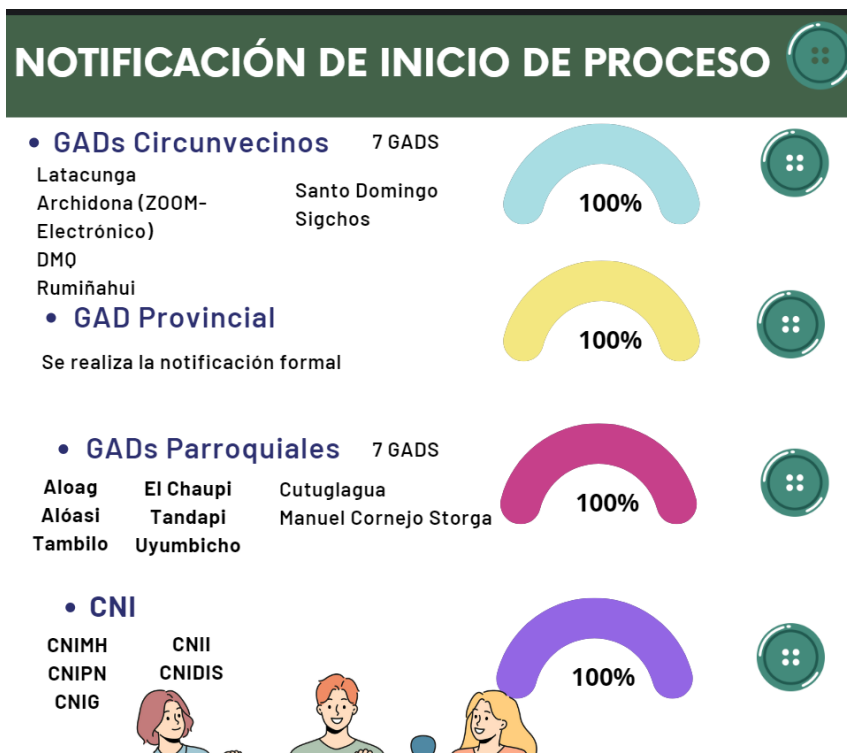 NOTIFICACIÓN DE INICIO DE PROCESO
• GADs Circunvecinos
7 GADS
Latacunga
Archidona (ZOOM-
Electrónico)
DMQ
Rumiñahui
Santo Domingo
Sigchos
100%
• GAD Provincial
Se realiza la notificación formal
100%
• GADs Parroquiales
7 GADS
Aloag
Alóasi
Tambilo
El Chaupi
Tandapi
Uyumbicho
Cutuglagua
Manuel Cornejo Storga
100%
• CNI
CNIMH
CNIPN
CNIG
CNII
CNIDIS
100%